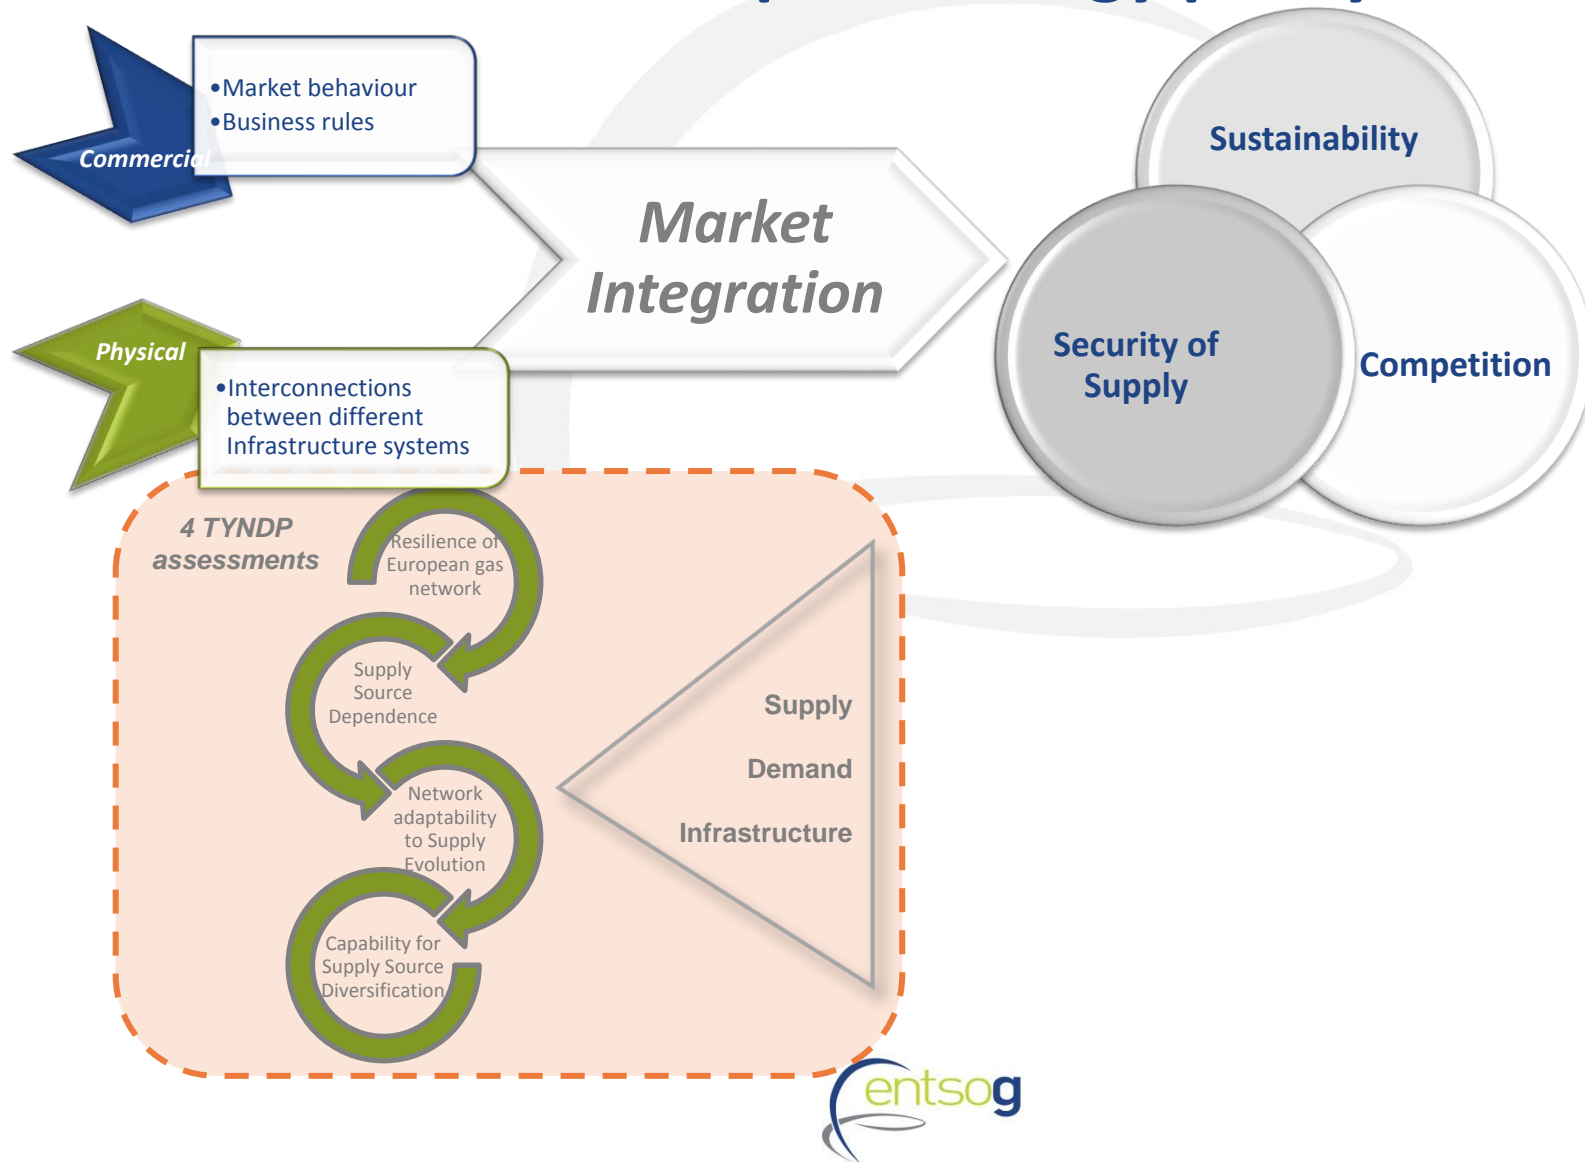 •Market behaviour
•Business rules
Commercial
Market
Integration
Sustainability
Security of
Supply
Competition
Physical
•Interconnections
between different
Infrastructure systems
4 TYNDP
assessments
Resilience of
European gas
network
Supply
Source
Dependence
Network
adaptability
to Supply
Evolution
Capability for
Supply Source
Diversification
Supply
Demand
Infrastructure
entsog